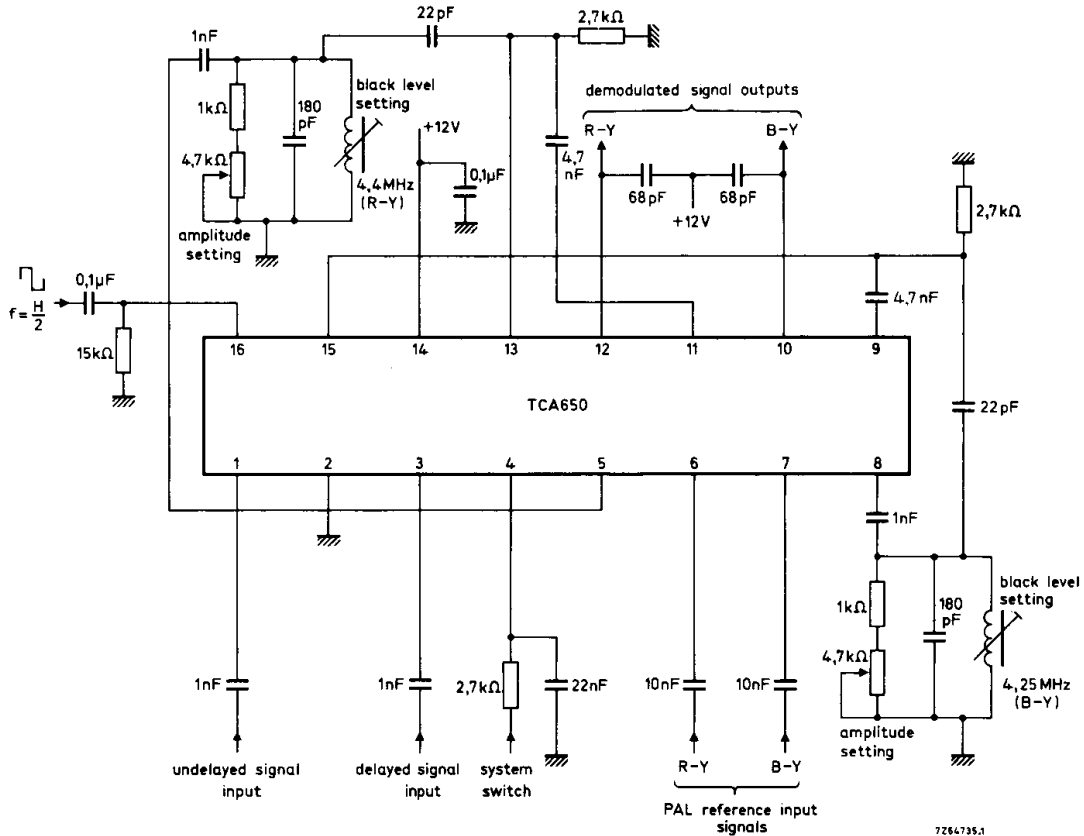 22pF
2,7kΩ
1nF
black level
setting
demodulated signal outputs
1kΩ
180
pF
+12V
R-Y
B-Y
4,7kΩ
4,4MHz
(R-Y)
0,1µF
4,7
nF
68pF
68pF
+12V
2,7kΩ
amplitude
setting
0,1µF
f=H/2
4,7nF
15kΩ
16
15
14
13
12
11
10
9
TCA650
22pF
1
2
3
4
5
6
7
8
1nF
black level
setting
1kΩ
180
pF
1nF
1nF
2,7kΩ
22nF
10nF
10nF
4,7kΩ
4,25MHz
(B-Y)
amplitude
setting
undelayed signal
input
delayed signal
input
system
switch
R-Y
B-Y
PAL reference input
signals
7Z64735.1